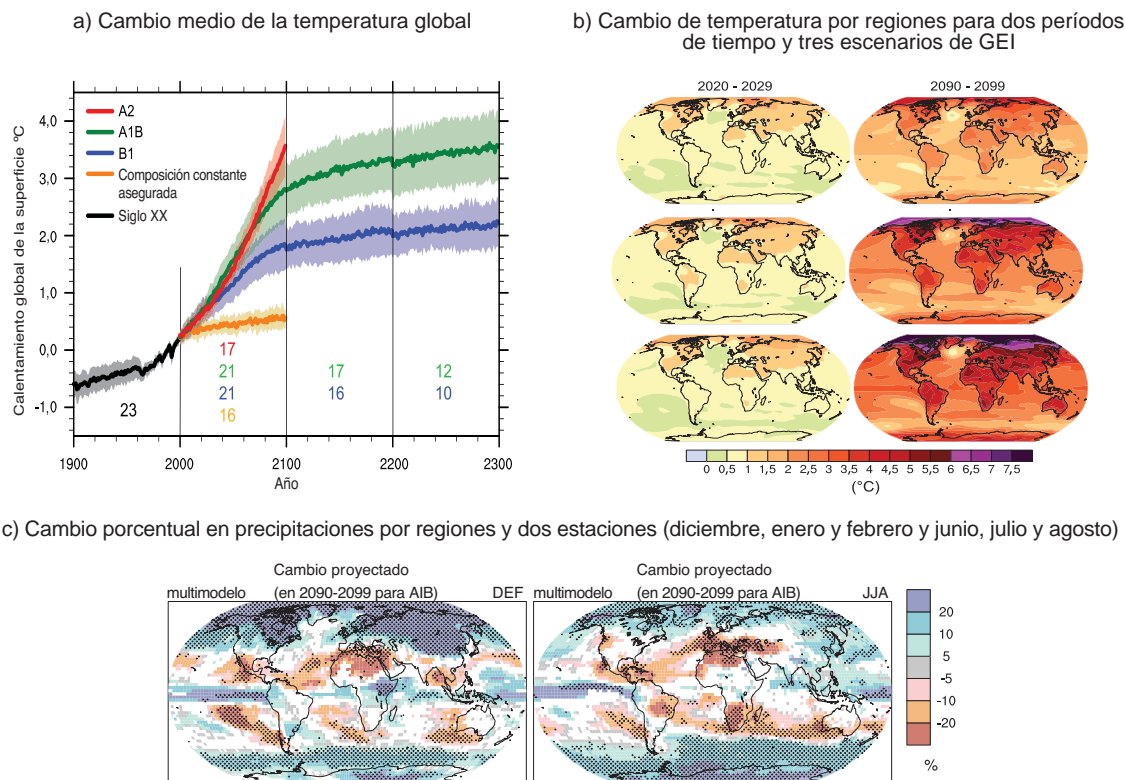 a) Cambio medio de la temperatura global
b) Cambio de temperatura por regiones para dos períodos
de tiempo y tres escenarios de GEI
Calentamiento global de la superficie ºC
4,0
3,0
2,0
1,0
0,0
-1,0
A2
A1B
B1
Composición constante
asegurada
Siglo XX
23
17
21
21
16
17
16
12
10
1900
2000
2100
2200
2300
Año
2020 - 2029
2090 - 2099
0 0,5 1 1,5 2 2,5 3 3,5 4 4,5 5 5,5 6 6,5 7 7,5
(°C)
c) Cambio porcentual en precipitaciones por regiones y dos estaciones (diciembre, enero y febrero y junio, julio y agosto)
Cambio proyectado
multimodelo (en 2090-2099 para AIB) DEF
Cambio proyectado
multimodelo (en 2090-2099 para AIB) JJA
20
10
5
-5
-10
-20
%